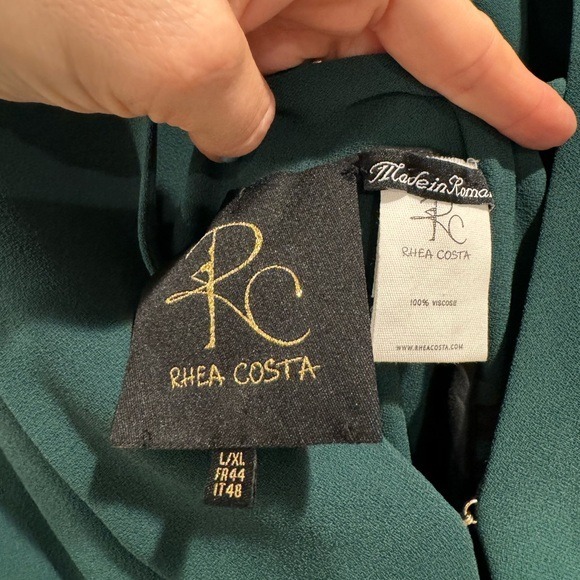 RC
RHEA COSTA
L/XL
FR44
IT48
Made in Roma
RC
RHEA COSTA
100% VISCOSE
WWW.RHEACOSTA.COM